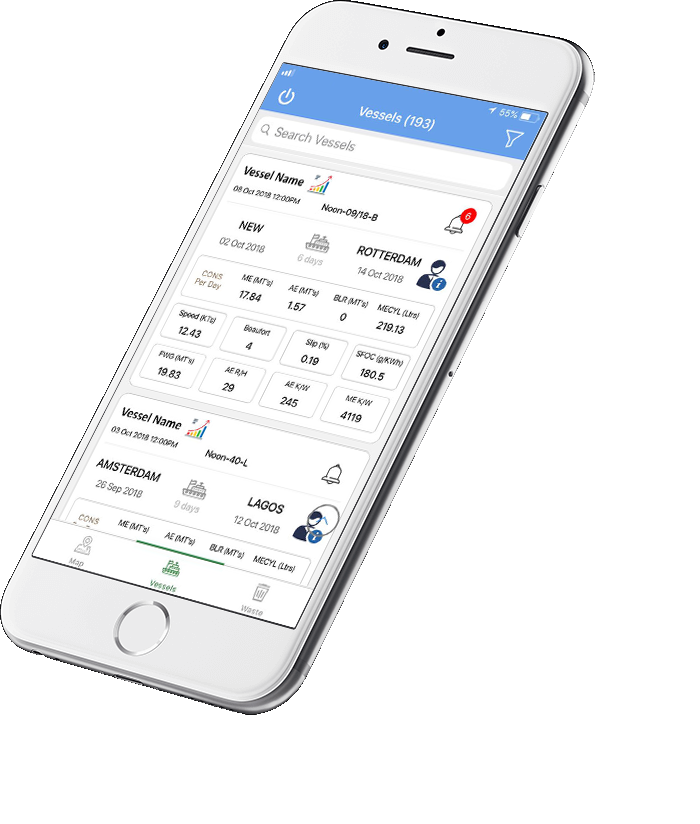 55%
Vessels (193)
Search Vessels
Vessel Name
08 Oct 2018 12:00PM
Noon-09/18-B
6
NEW
02 Oct 2018
6 days
ROTTERDAM
14 Oct 2018
CONS
Per Day
ME (MT's)
17.84
AE (MT's)
1.57
BLR (MT's)
0
MECYL (Ltrs)
219.13
Speed (KTs)
12.43
Beaufort
4
Slip (%)
0.19
SFOC (g/KWh)
180.5
FWG (MT's)
19.83
AE R/H
29
AE K/W
245
ME K/W
4119
Vessel Name
03 Oct 2018 12:00PM
Noon-40-L
AMSTERDAM
26 Sep 2018
9 days
LAGOS
12 Oct 2018
CONS
ME (MT's)
AE (MT's)
BLR (MT's)
MECYL (Ltrs)
Map
Vessels
Waste